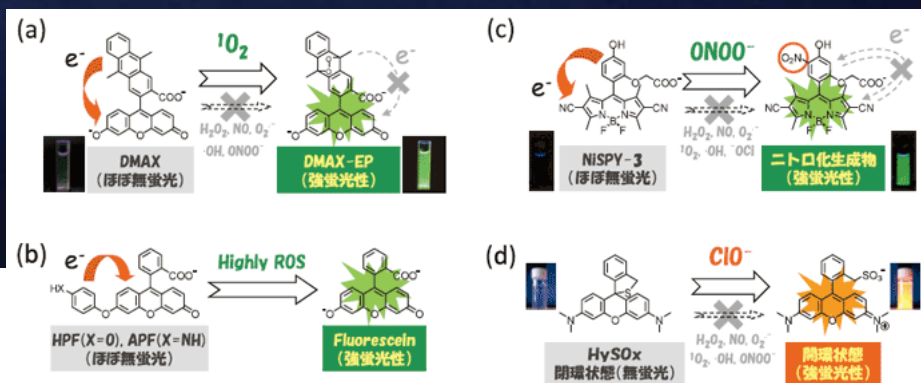 (a)
e⁻
¹O₂
e⁻
COO⁻
COO⁻
⁻O
O
O
⁻O
O
O
H₂O₂, NO, O₂⁻
·OH, ONOO⁻
DMAX
(ほぼ無蛍光)
DMAX-EP
(強蛍光性)
(b)
e⁻
Highly ROS
HX
COO⁻
COO⁻
O
O
O
⁻O
O
O
HPF(X=O), APF(X=NH)
(ほぼ無蛍光)
Fluorescein
(強蛍光性)
(c)
OH
ONOO⁻
OH
O₂N
e⁻
e⁻
O
COO⁻
O
COO⁻
NC
CN
NC
CN
N
B
N
N
B
N
F
F
F
F
H₂O₂, NO, O₂⁻
¹O₂, ·OH, ⁻OCl
NiSPY-3
(ほぼ無蛍光)
ニトロ化生成物
(強蛍光性)
(d)
ClO⁻
S
SO₃⁻
N
O
N
N
O
N
H₂O₂, NO, O₂⁻
¹O₂, ·OH, ONOO⁻
HySOx
閉環状態(無蛍光)
開環状態
(強蛍光性)